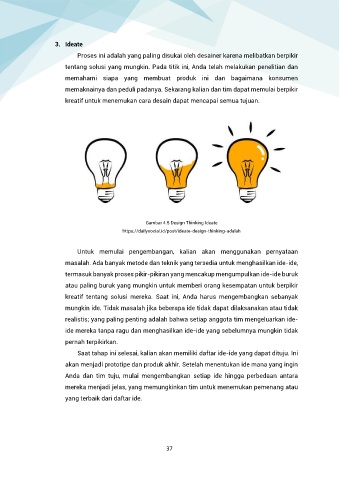 3. Ideate
Proses ini adalah yang paling disukai oleh desainer karena melibatkan berpikir
tentang solusi yang mungkin. Pada titik ini, Anda telah melakukan penelitian dan
memahami siapa yang membuat produk ini dan bagaimana konsumen
memaknainya dan peduli padanya. Sekarang kalian dan tim dapat memulai berpikir
kreatif untuk menemukan cara desain dapat mencapai semua tujuan.
Gambar 4.5 Design Thinking Ideate
https://dailysocial.id/post/ideate-design-thinking-adalah
Untuk memulai pengembangan, kalian akan menggunakan pernyataan
masalah. Ada banyak metode dan teknik yang tersedia untuk menghasilkan ide-ide,
termasuk banyak proses pikir-pikiran yang mencakup mengumpulkan ide-ide buruk
atau paling buruk yang mungkin untuk memberi orang kesempatan untuk berpikir
kreatif tentang solusi mereka. Saat ini, Anda harus mengembangkan sebanyak
mungkin ide, Tidak masalah jika beberapa ide tidak dapat dilaksanakan atau tidak
realistis; yang paling penting adalah bahwa setiap anggota tim mengeluarkan ide-
ide mereka tanpa ragu dan menghasilkan ide-ide yang sebelumnya mungkin tidak
pernah terpikirkan.
Saat tahap ini selesai, kalian akan memiliki daftar ide-ide yang dapat dituju. Ini
akan menjadi prototipe dan produk akhir. Setelah menentukan ide mana yang ingin
Anda dan tim tuju, mulai mengembangkan setiap ide hingga perbedaan antara
mereka menjadi jelas, yang memungkinkan tim untuk menemukan pemenang atau
yang terbaik dari daftar ide.
37